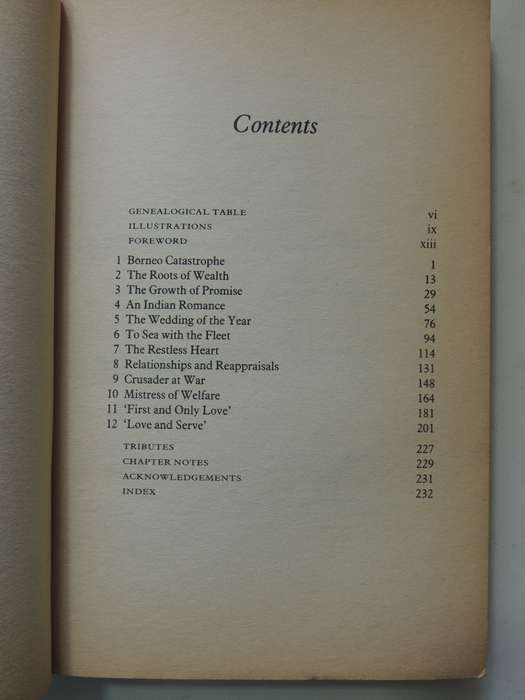 Contents
GENEALOGICAL TABLE vi
ILLUSTRATIONS ix
FOREWORD xiii
1 Borneo Catastrophe 1
2 The Roots of Wealth 13
3 The Growth of Promise 29
4 An Indian Romance 54
5 The Wedding of the Year 76
6 To Sea with the Fleet 94
7 The Restless Heart 114
8 Relationships and Reappraisals 131
9 Crusader at War 148
10 Mistress of Welfare 164
11 ‘First and Only Love’ 181
12 ‘Love and Serve’ 201
TRIBUTES 227
CHAPTER NOTES 229
ACKNOWLEDGEMENTS 231
INDEX 232